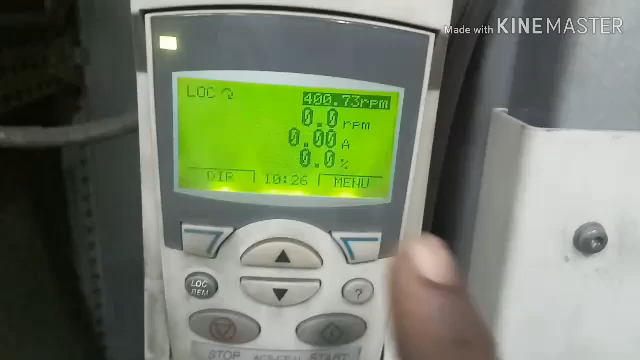 Made with KINEMASTER
LOC 400.73rpm
0.0 rpm
0.00 A
0.0 %
DIR 10:26 MENU
LOC
REM
?
STOP START